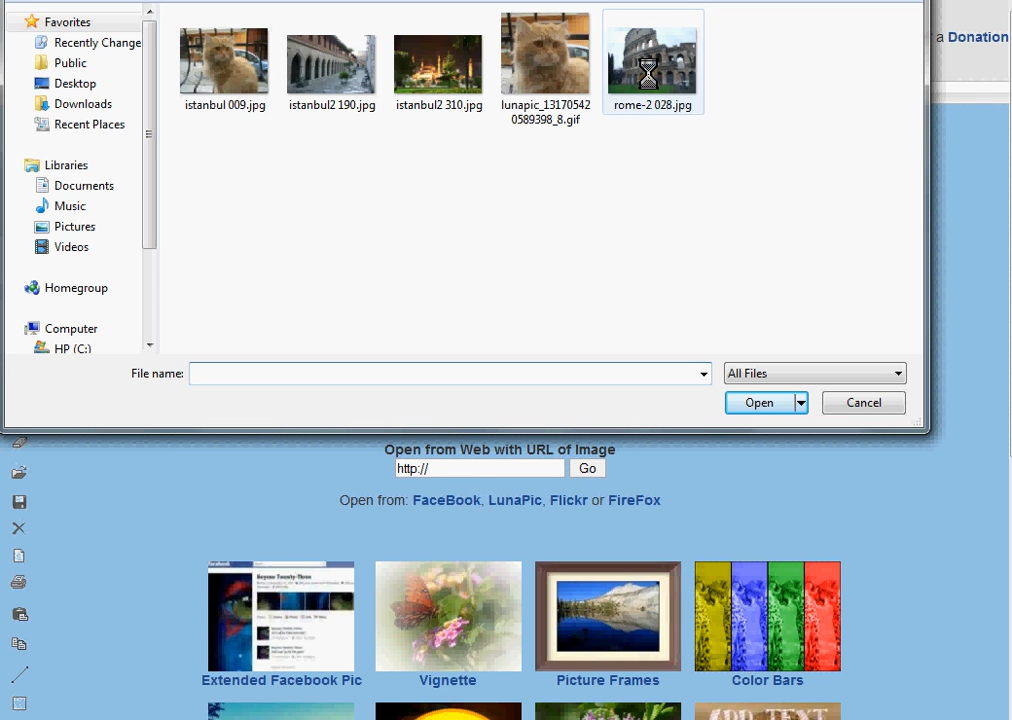 Favorites
Recently Change
Public
Desktop
Downloads
Recent Places
Libraries
Documents
Music
Pictures
Videos
Homegroup
Computer
HP (C:)
istanbul 009.jpg
istanbul2 190.jpg
istanbul2 310.jpg
lunapic_13170542
0589398_8.gif
rome-2 028.jpg
a Donation
File name:
All Files
Open
Cancel
Open from Web with URL of Image
http://
Go
Open from: FaceBook, LunaPic, Flickr or FireFox
facebook
Extended Facebook Pic
Vignette
Picture Frames
Color Bars
ADD TEXT